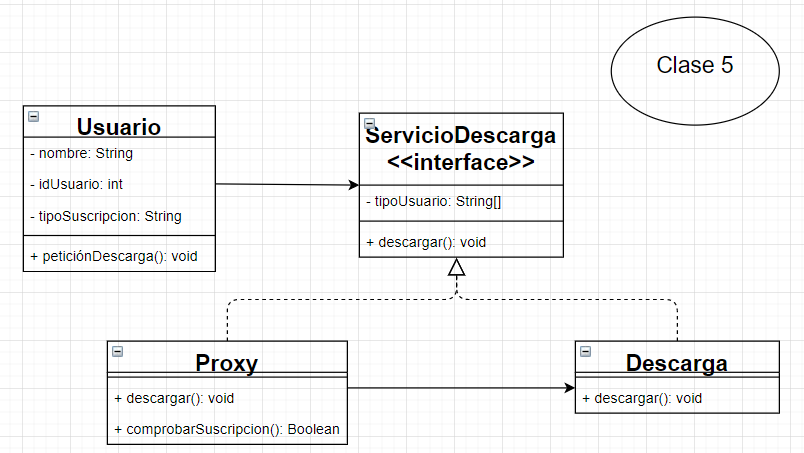 Clase 5
Usuario
- nombre: String
- idUsuario: int
- tipoSuscripcion: String
+ peticiónDescarga(): void
ServicioDescarga
<<interface>>
- tipoUsuario: String[]
+ descargar(): void
Proxy
+ descargar(): void
+ comprobarSuscripcion(): Boolean
Descarga
+ descargar(): void